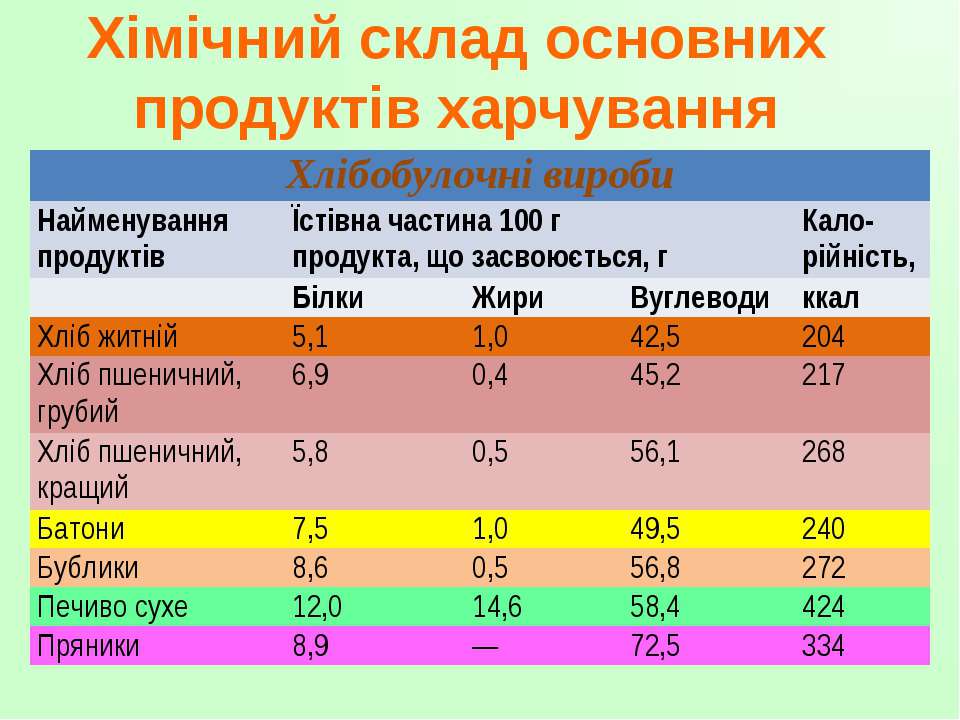 Хімічний склад основних
продуктів харчування
Хлібобулочні вироби
Найменування Їстівна частина 100 г Кало-
продуктів продукта, що засвоюється, г рійність,
Білки Жири Вуглеводи ккал
Хліб житній 5,1 1,0 42,5 204
Хліб пшеничний, 6,9 0,4 45,2 217
грубий
Хліб пшеничний, 5,8 0,5 56,1 268
кращий
Батони 7,5 1,0 49,5 240
Бублики 8,6 0,5 56,8 272
Печиво сухе 12,0 14,6 58,4 424
Пряники 8,9 — 72,5 334